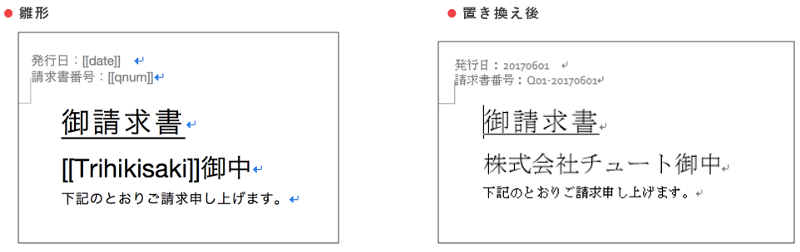 雛形
発行日：[[date]]
請求書番号：[[qnum]]
御請求書
[[Trihikisaki]]御中
下記のとおりご請求申し上げます。
置き換え後
発行日：20170601
請求書番号：Q01-20170601
御請求書
株式会社チュート御中
下記のとおりご請求申し上げます。